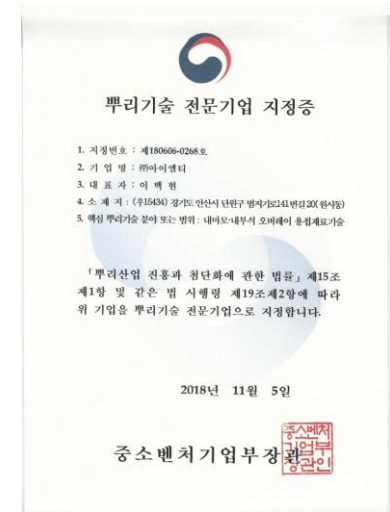 뿌리기술 전문기업 지정증
1. 지정번호 : 제180606-0268호
2. 기 업 명 : ㈜아이엘티
3. 대 표 자 : 이 백 현
4. 소 재 지 : (우15434) 경기도 안산시 단원구 범지기로141번길 20(원시동)
5. 핵심 뿌리기술 분야 또는 범위 : 내마모·내부식 오버레이 용접재료기술
「뿌리산업 진흥과 첨단화에 관한 법률」 제15조
제1항 및 같은 법 시행령 제19조제2항에 따라
위 기업을 뿌리기술 전문기업으로 지정합니다.
2018년 11월 5일
중소벤처기업부장관
중소벤처
기업부
장관인